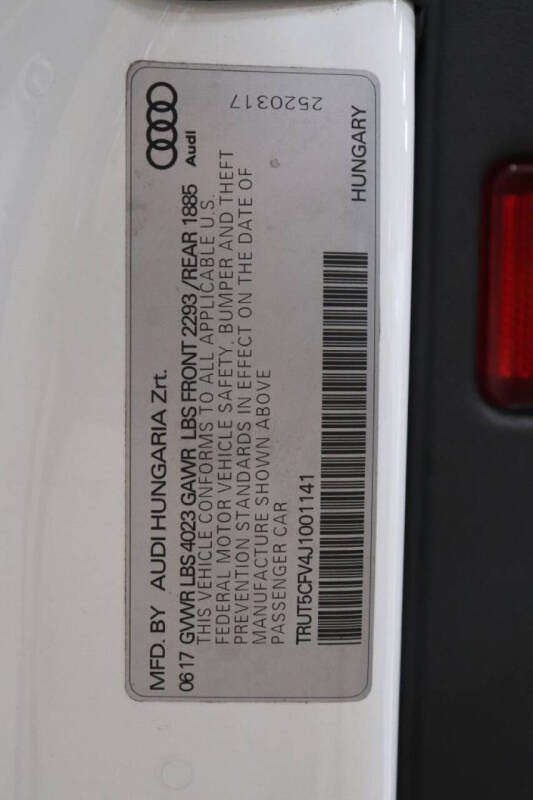 MFD. BY AUDI HUNGARIA Zrt.
Audi
0617 GVWR LBS 4023 GAWR LBS FRONT 2293 /REAR 1885
THIS VEHICLE CONFORMS TO ALL APPLICABLE U.S.
FEDERAL MOTOR VEHICLE SAFETY, BUMPER AND THEFT
PREVENTION STANDARDS IN EFFECT ON THE DATE OF
MANUFACTURE SHOWN ABOVE
PASSENGER CAR
2520317
TRUT5CFV4J1001141
HUNGARY